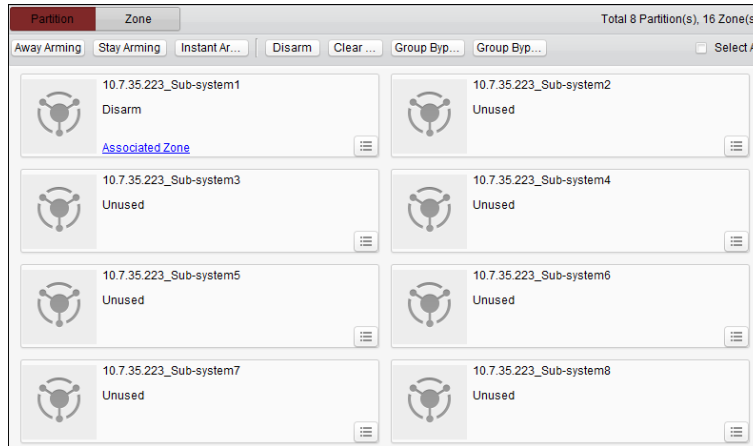 Partition Zone Total 8 Partition(s), 16 Zone(s
Away Arming Stay Arming Instant Ar... Disarm Clear ... Group Byp... Group Byp... Select A
10.7.35.223_Sub-system1 10.7.35.223_Sub-system2
Disarm Unused
Associated Zone
10.7.35.223_Sub-system3 10.7.35.223_Sub-system4
Unused Unused
10.7.35.223_Sub-system5 10.7.35.223_Sub-system6
Unused Unused
10.7.35.223_Sub-system7 10.7.35.223_Sub-system8
Unused Unused